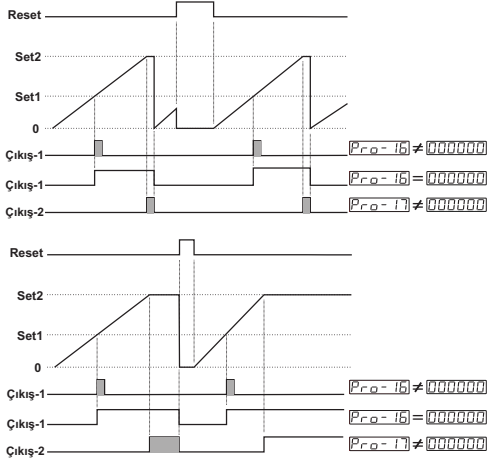 Reset
Set2
Set1
0
Çıkış-1 Pro-16 ≠ 000000
Çıkış-1 Pro-16 = 000000
Çıkış-2 Pro-17 ≠ 000000
Reset
Set2
Set1
0
Çıkış-1 Pro-16 ≠ 000000
Çıkış-1 Pro-16 = 000000
Çıkış-2 Pro-17 ≠ 000000